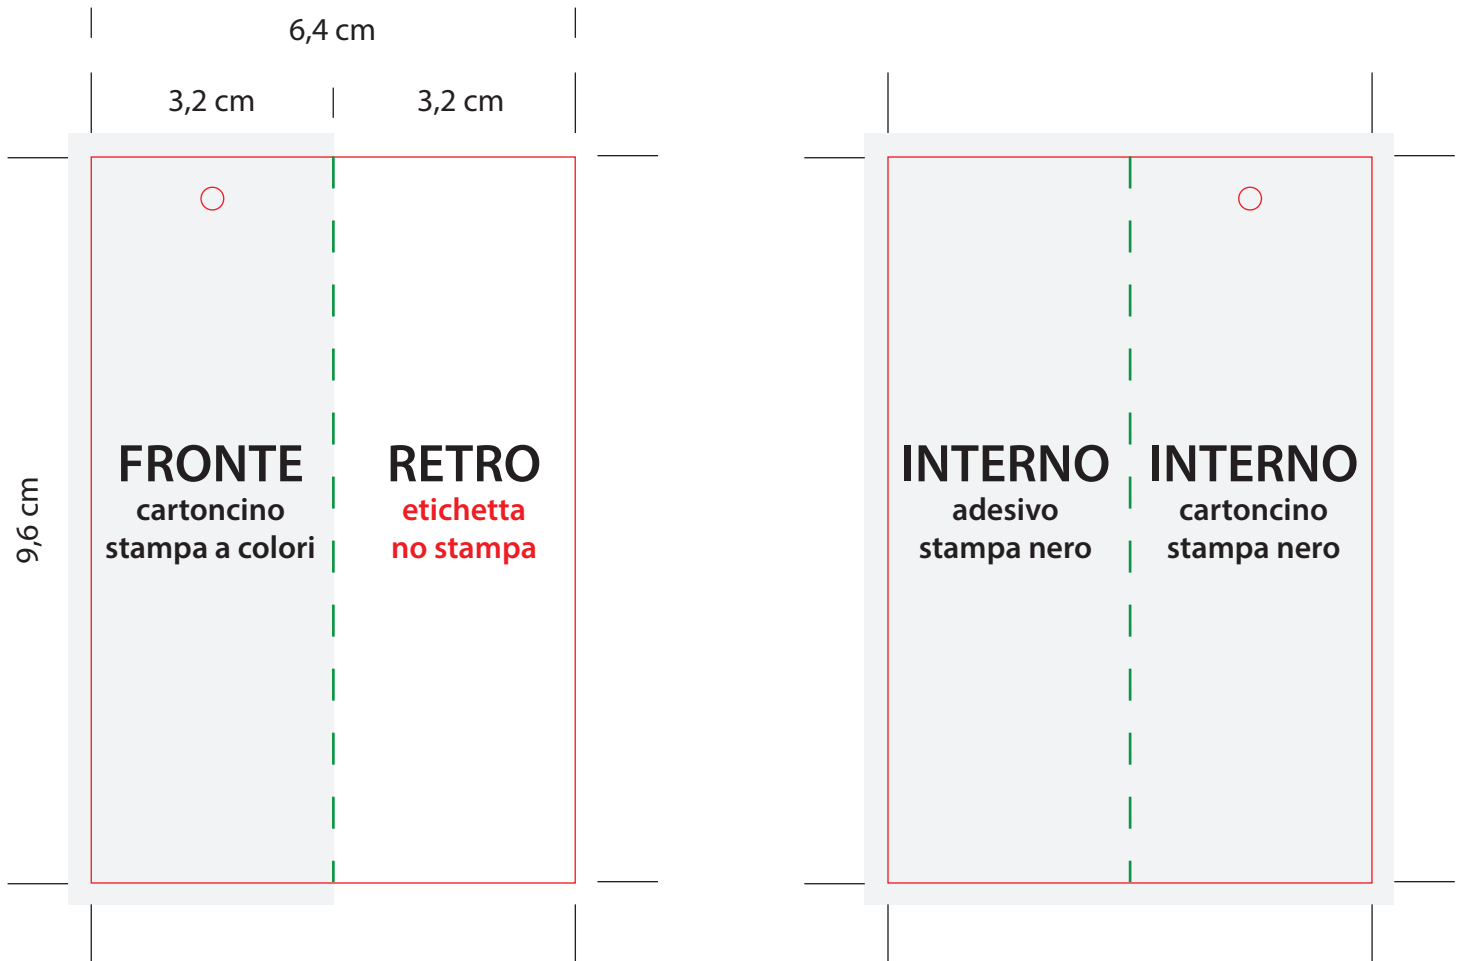 6,4 cm
3,2 cm
3,2 cm
9,6 cm
FRONTE
cartoncino
stampa a colori
RETRO
etichetta
no stampa
INTERNO
adesivo
stampa nero
INTERNO
cartoncino
stampa nero